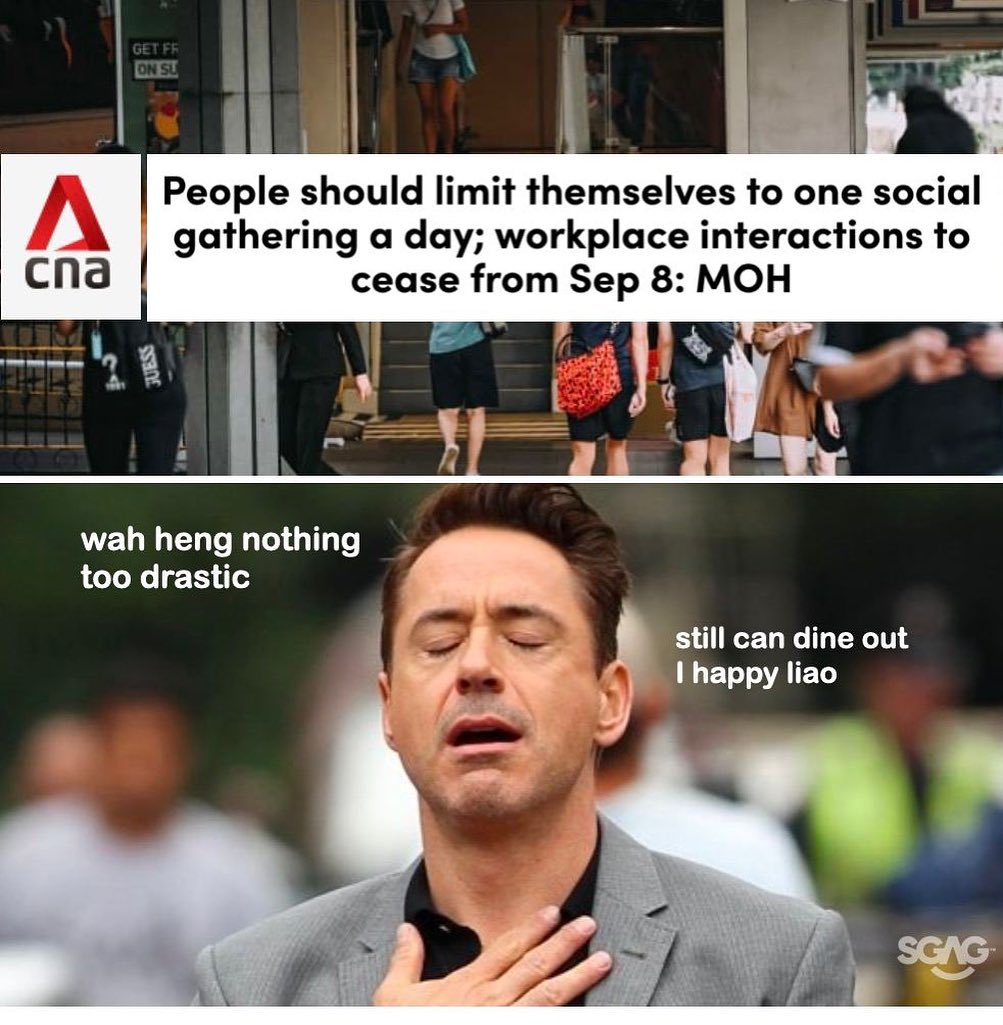 GET FR
ON SU
cna
People should limit themselves to one social
gathering a day; workplace interactions to
cease from Sep 8: MOH
?
wah heng nothing
too drastic
still can dine out
I happy liao
SGAG